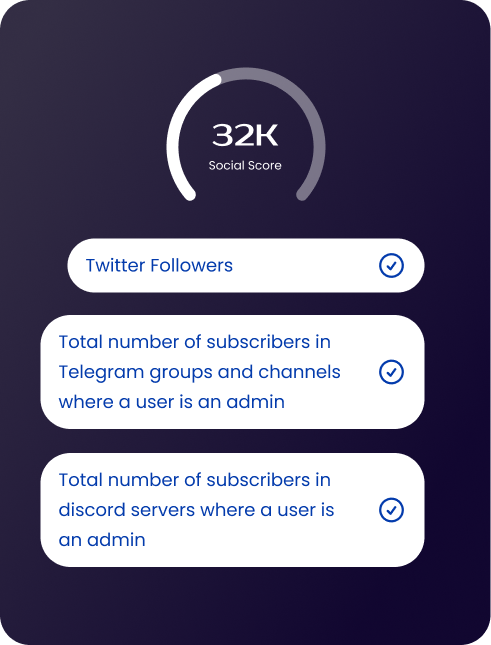 32K
Social Score
Twitter Followers
Total number of subscribers in
Telegram groups and channels
where a user is an admin
Total number of subscribers in
discord servers where a user is
an admin